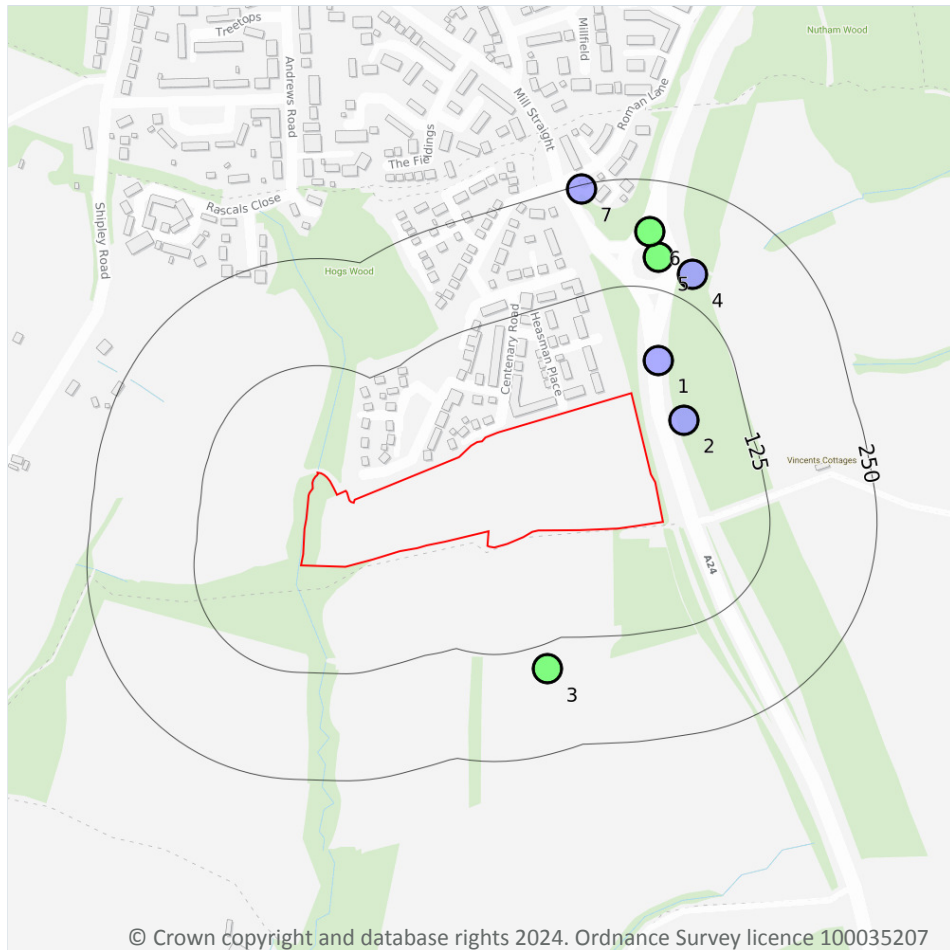 Treetops
Andrews Road
Millfield
Nutham Wood
Mill Straight
Roman Lane
The Fieldings
Rascals Close
Shipley Road
Hogs Wood
7
6
5
4
Centenary Road
Heasman Place
1
2
125
250
Vincents Cottages
A24
3
© Crown copyright and database rights 2024. Ordnance Survey licence 100035207